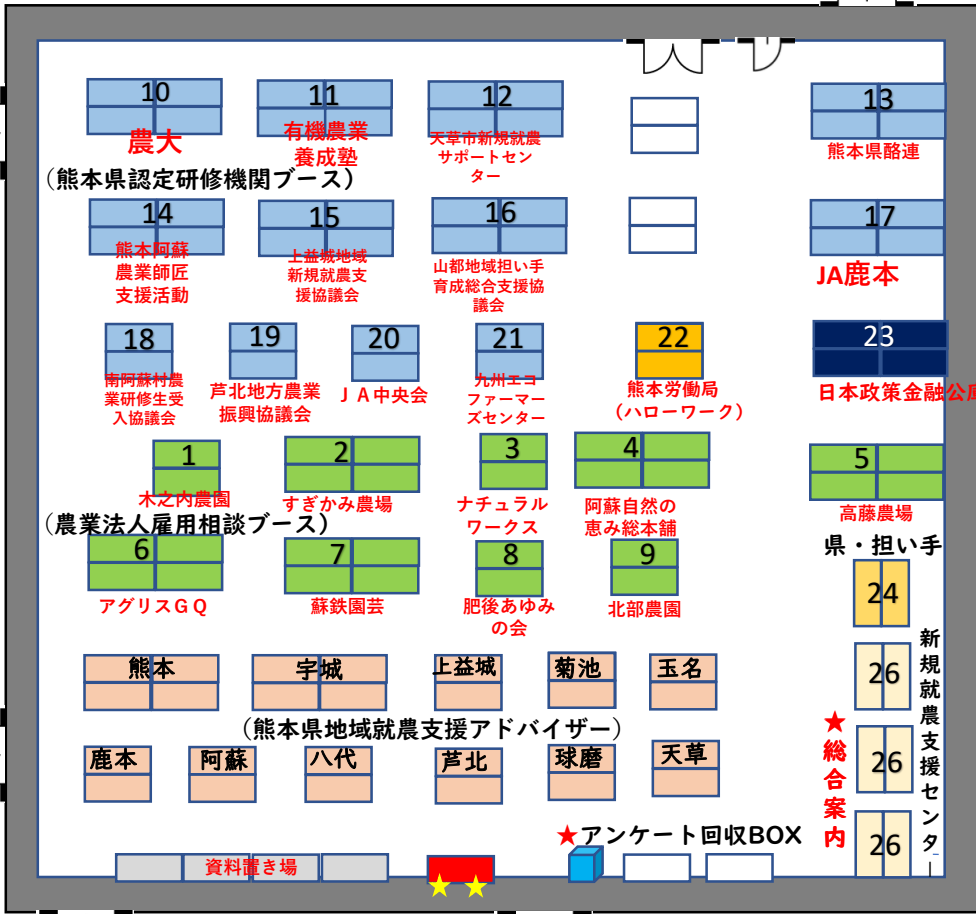 10
11
12
13
農大
有機農業
養成塾
天草市新規就農
サポートセン
ター
熊本県酪連
(熊本県認定研修機関ブース)
14
15
16
17
熊本阿蘇
農業師匠
支援活動
上益城地域
新規就農支
援協議会
山都地域担い手
育成総合支援協
議会
JA鹿本
18
19
20
21
22
23
南阿蘇村農
業研修生受
入協議会
芦北地方農業
振興協議会
ＪＡ中央会
九州エコ
ファーマー
ズセンター
熊本労働局
（ハローワーク）
日本政策金融公庫
1
2
3
4
5
木之内農園
すぎかみ農場
ナチュラル
ワークス
阿蘇自然の
恵み総本舗
高藤農場
(農業法人雇用相談ブース)
6
7
8
9
アグリスＧＱ
蘇鉄園芸
肥後あゆみ
の会
北部農園
県・担い手
24
26
26
26
新規就農支援センター
★総合案内
熊本
宇城
上益城
菊池
玉名
(熊本県地域就農支援アドバイザー)
鹿本
阿蘇
八代
芦北
球磨
天草
★アンケート回収BOX
資料置き場